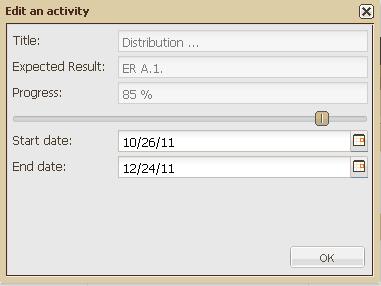 Edit an activity
Title: Distribution ...
Expected Result: ER A.1.
Progress: 85 %
Start date: 10/26/11
End date: 12/24/11
OK